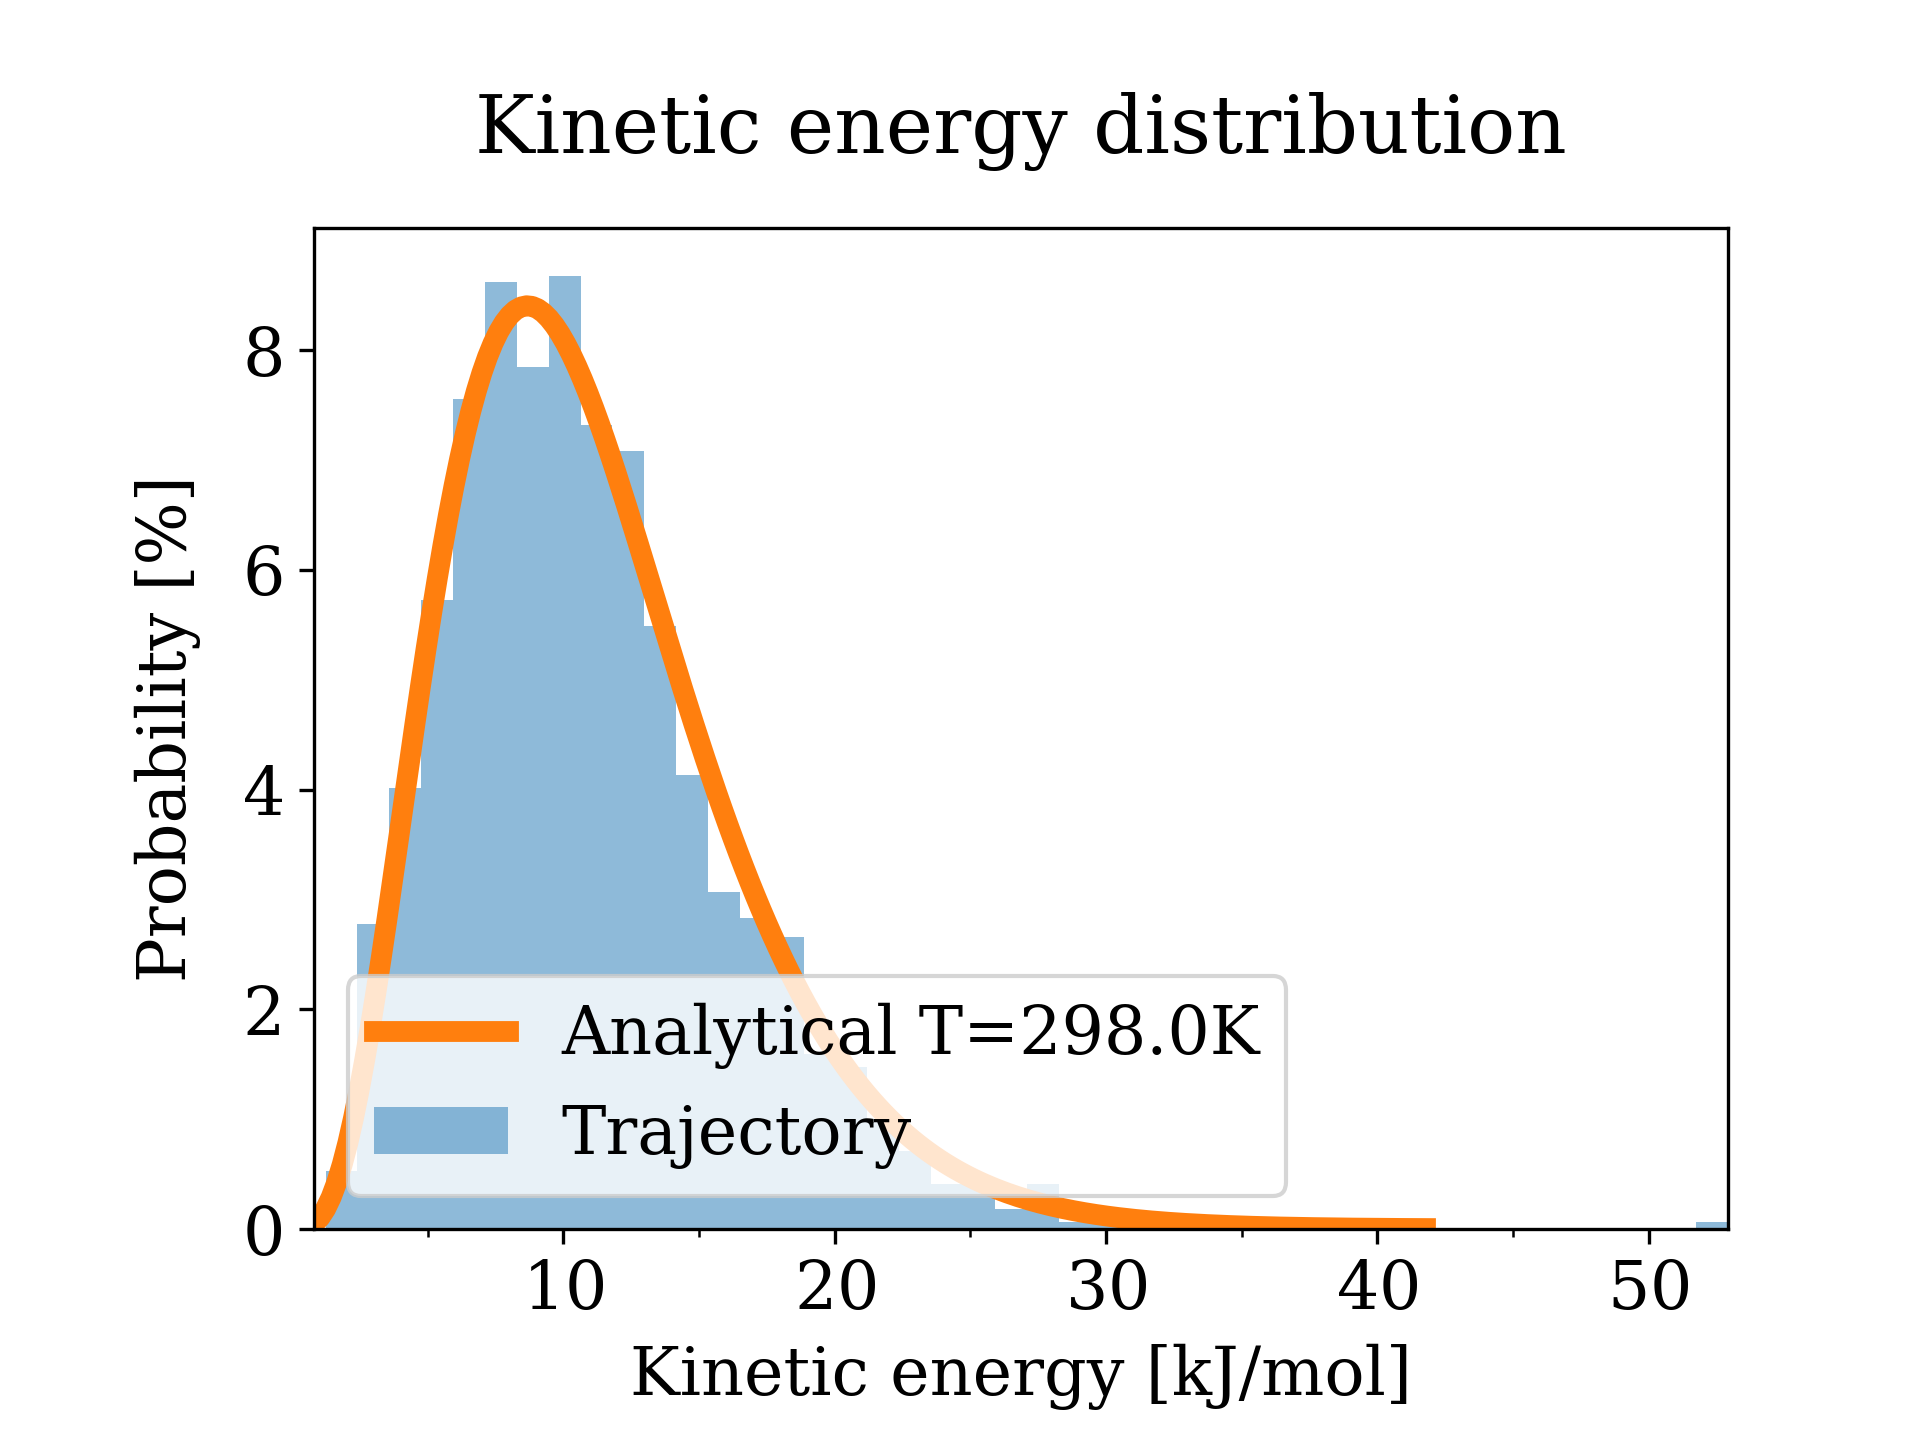 Kinetic energy distribution
Probability [%]
8
6
4
2
0
Analytical T=298.0K
Trajectory
10 20 30 40 50
Kinetic energy [kJ/mol]